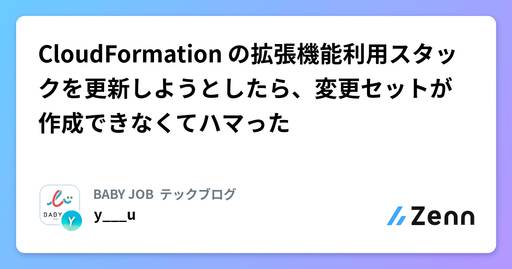 CloudFormation の拡張機能利用スタッ
クを更新しようとしたら、変更セットが
作成できなくてハマった
BABY JOB テックブログ
y___u
BABY
Y
Zenn